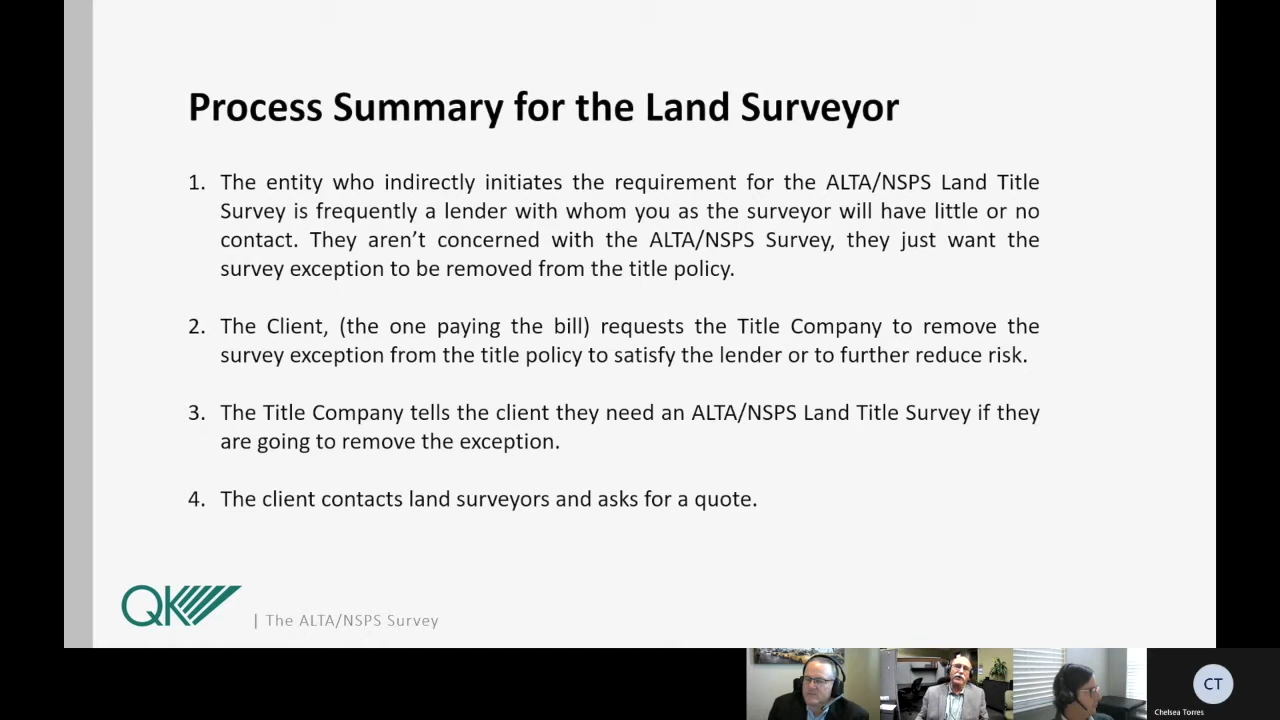 Process Summary for the Land Surveyor
1. The entity who indirectly initiates the requirement for the ALTA/NSPS Land Title
Survey is frequently a lender with whom you as the surveyor will have little or no
contact. They aren’t concerned with the ALTA/NSPS Survey, they just want the
survey exception to be removed from the title policy.
2. The Client, (the one paying the bill) requests the Title Company to remove the
survey exception from the title policy to satisfy the lender or to further reduce risk.
3. The Title Company tells the client they need an ALTA/NSPS Land Title Survey if they
are going to remove the exception.
4. The client contacts land surveyors and asks for a quote.
QK
| The ALTA/NSPS Survey
CT
Chelsea Torres